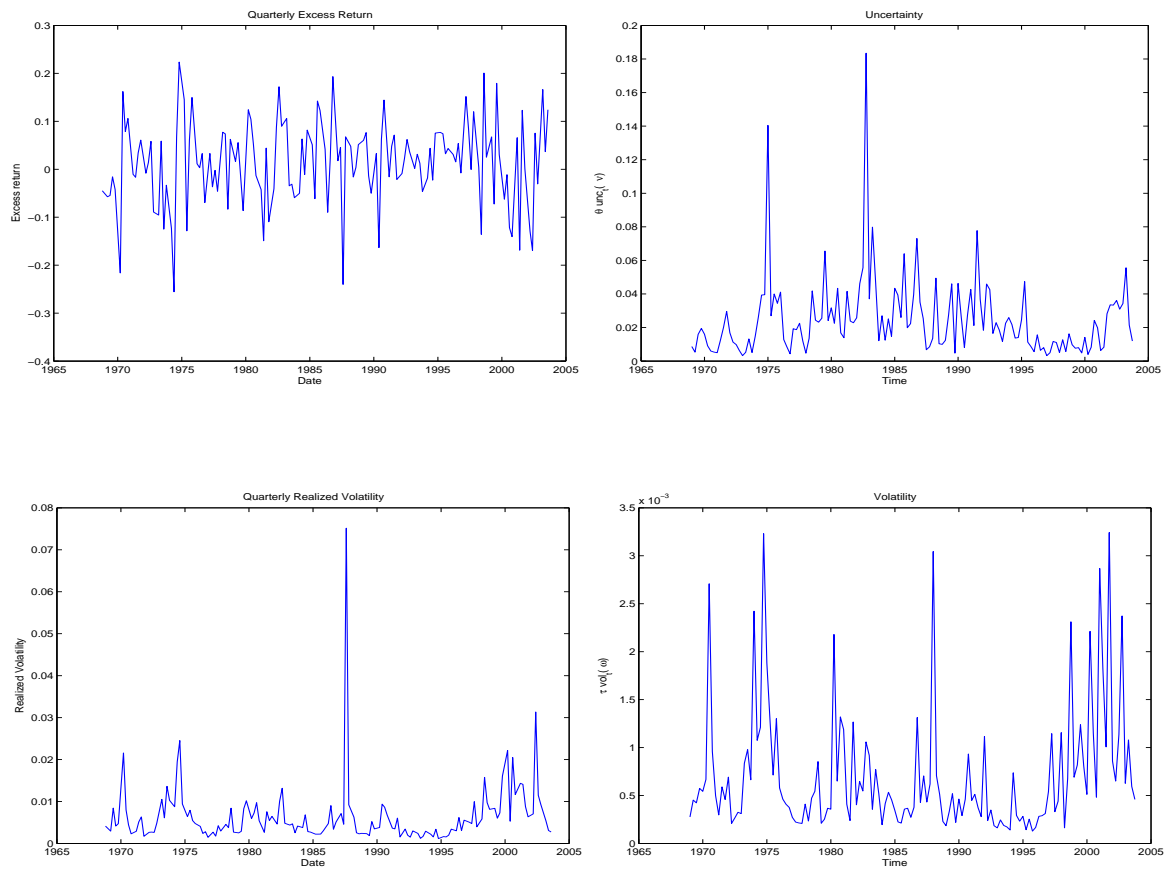 Quarterly Excess Return
0.3
0.2
0.1
0
−0.1
−0.2
−0.3
−0.4
Excess return
1965 1970 1975 1980 1985 1990 1995 2000 2005
Date
Uncertainty
0.2
0.18
0.16
0.14
0.12
0.1
0.08
0.06
0.04
0.02
0
θ unc_t( ν)
1965 1970 1975 1980 1985 1990 1995 2000 2005
Time
Quarterly Realized Volatility
0.08
0.07
0.06
0.05
0.04
0.03
0.02
0.01
0
Realized Volatility
1965 1970 1975 1980 1985 1990 1995 2000 2005
Date
Volatility
x 10⁻³
3.5
3
2.5
2
1.5
1
0.5
0
τ vol_t( ω)
1965 1970 1975 1980 1985 1990 1995 2000 2005
Time